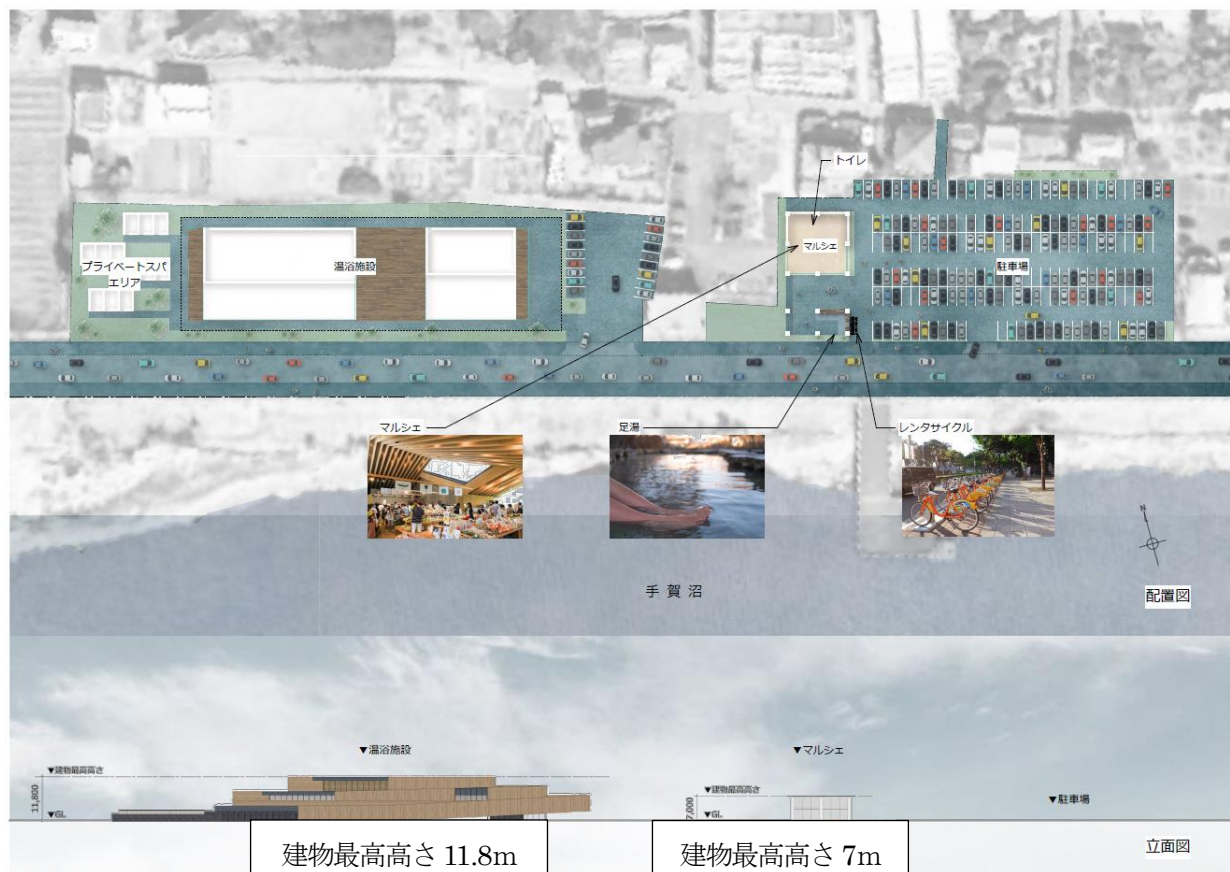 トイレ
マルシェ
プライベートスパ
エリア
温浴施設
駐車場
マルシェ
足湯
レンタサイクル
N
手賀沼
配置図
▼温浴施設
▼マルシェ
▼建物最高高さ
11,800
▼GL
▼建物最高高さ
7,000
▼GL
▼駐車場
建物最高高さ 11.8m
建物最高高さ 7m
立面図